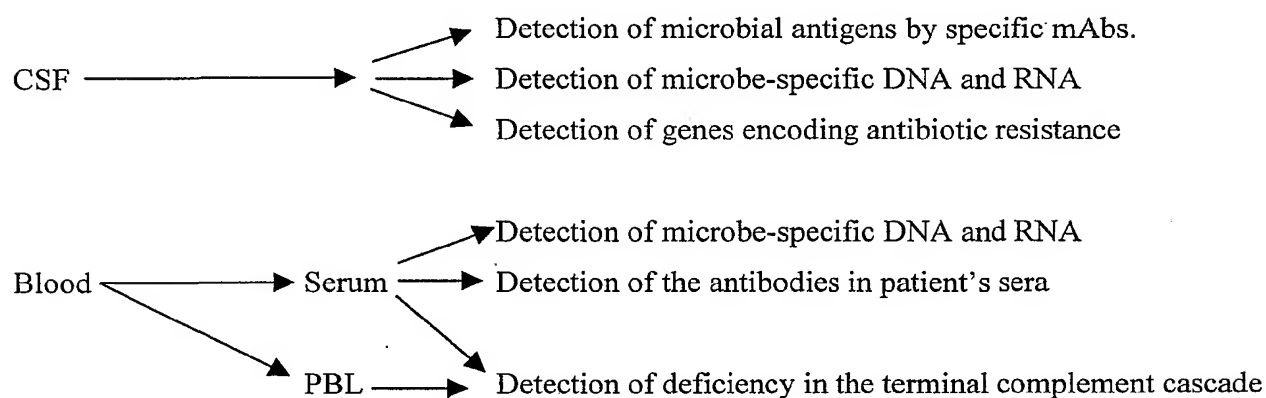 Detection of microbial antigens by specific mAbs.
CSF
Detection of microbe-specific DNA and RNA
Detection of genes encoding antibiotic resistance
Detection of microbe-specific DNA and RNA
Blood
Serum
Detection of the antibodies in patient's sera
PBL
Detection of deficiency in the terminal complement cascade